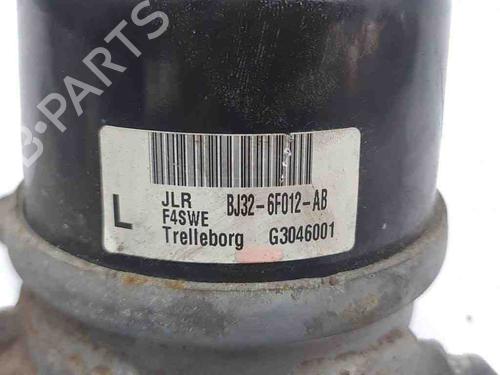 B-PARTS
L
JLR BJ32-6F012-AB
F4SWE
Trelleborg G3046001